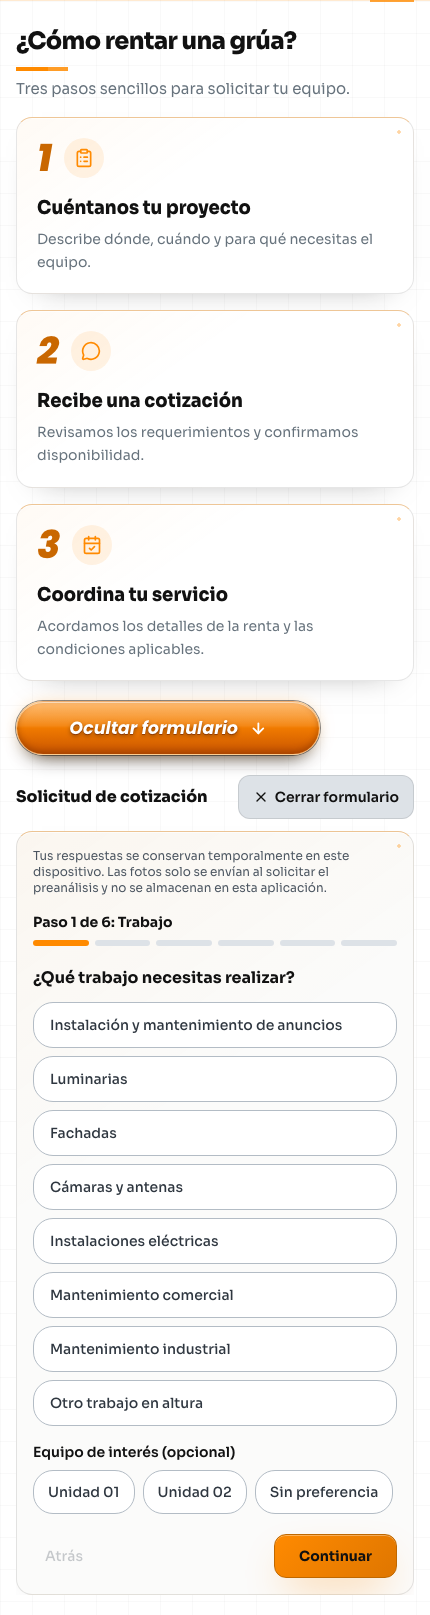 ¿Cómo rentar una grúa?
Tres pasos sencillos para solicitar tu equipo.
1
Cuéntanos tu proyecto
Describe dónde, cuándo y para qué necesitas el
equipo.
2
Recibe una cotización
Revisamos los requerimientos y confirmamos
disponibilidad.
3
Coordina tu servicio
Acordamos los detalles de la renta y las
condiciones aplicables.
Ocultar formulario ↓
Solicitud de cotización
Cerrar formulario
Tus respuestas se conservan temporalmente en este
dispositivo. Las fotos solo se envían al solicitar el
preanálisis y no se almacenan en esta aplicación.
Paso 1 de 6: Trabajo
¿Qué trabajo necesitas realizar?
Instalación y mantenimiento de anuncios
Luminarias
Fachadas
Cámaras y antenas
Instalaciones eléctricas
Mantenimiento comercial
Mantenimiento industrial
Otro trabajo en altura
Equipo de interés (opcional)
Unidad 01 Unidad 02 Sin preferencia
Atrás Continuar